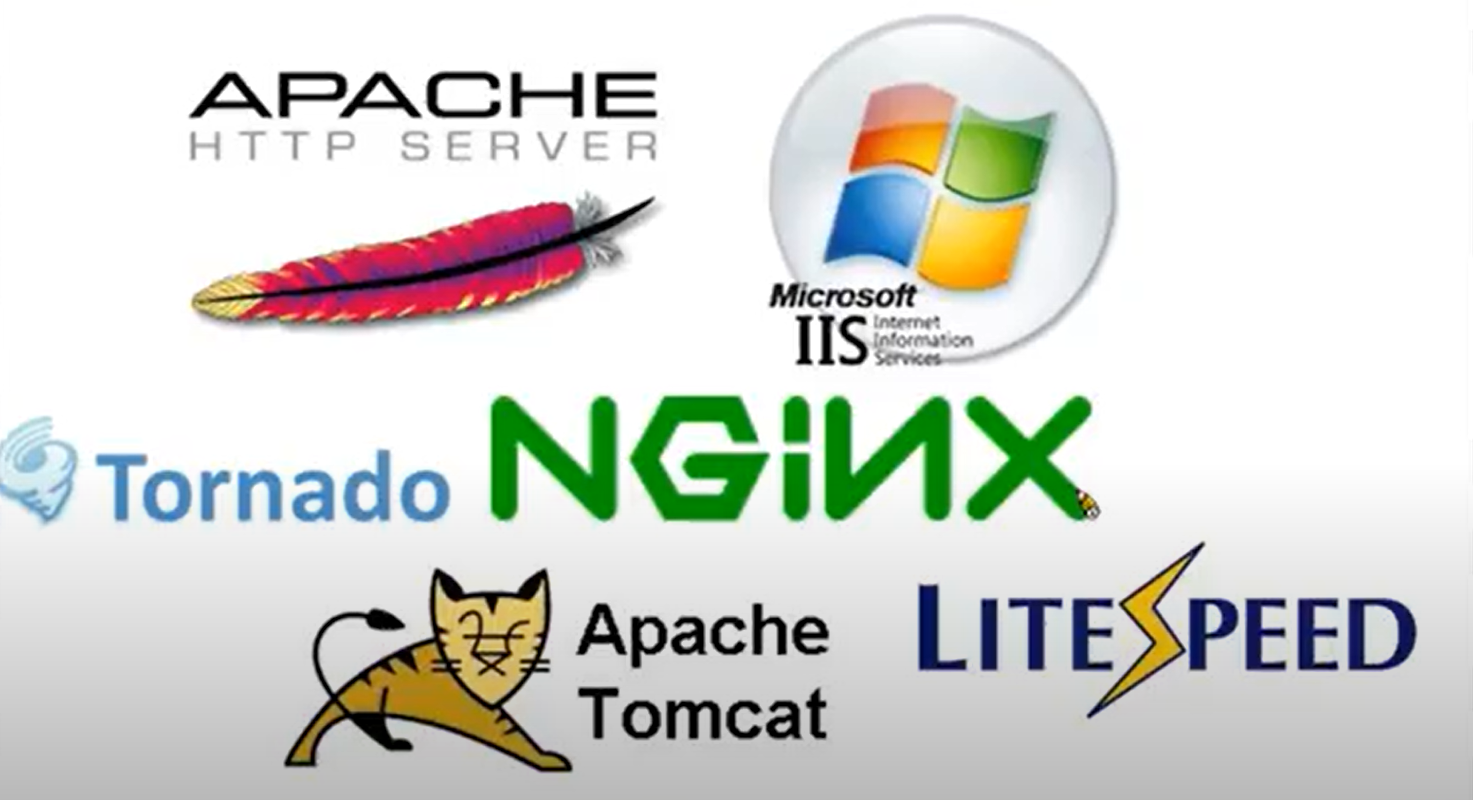 APACHE
HTTP SERVER
Microsoft
IIS Internet
Information
Services
Tornado
NGiNX
Apache
Tomcat
LITESPEED